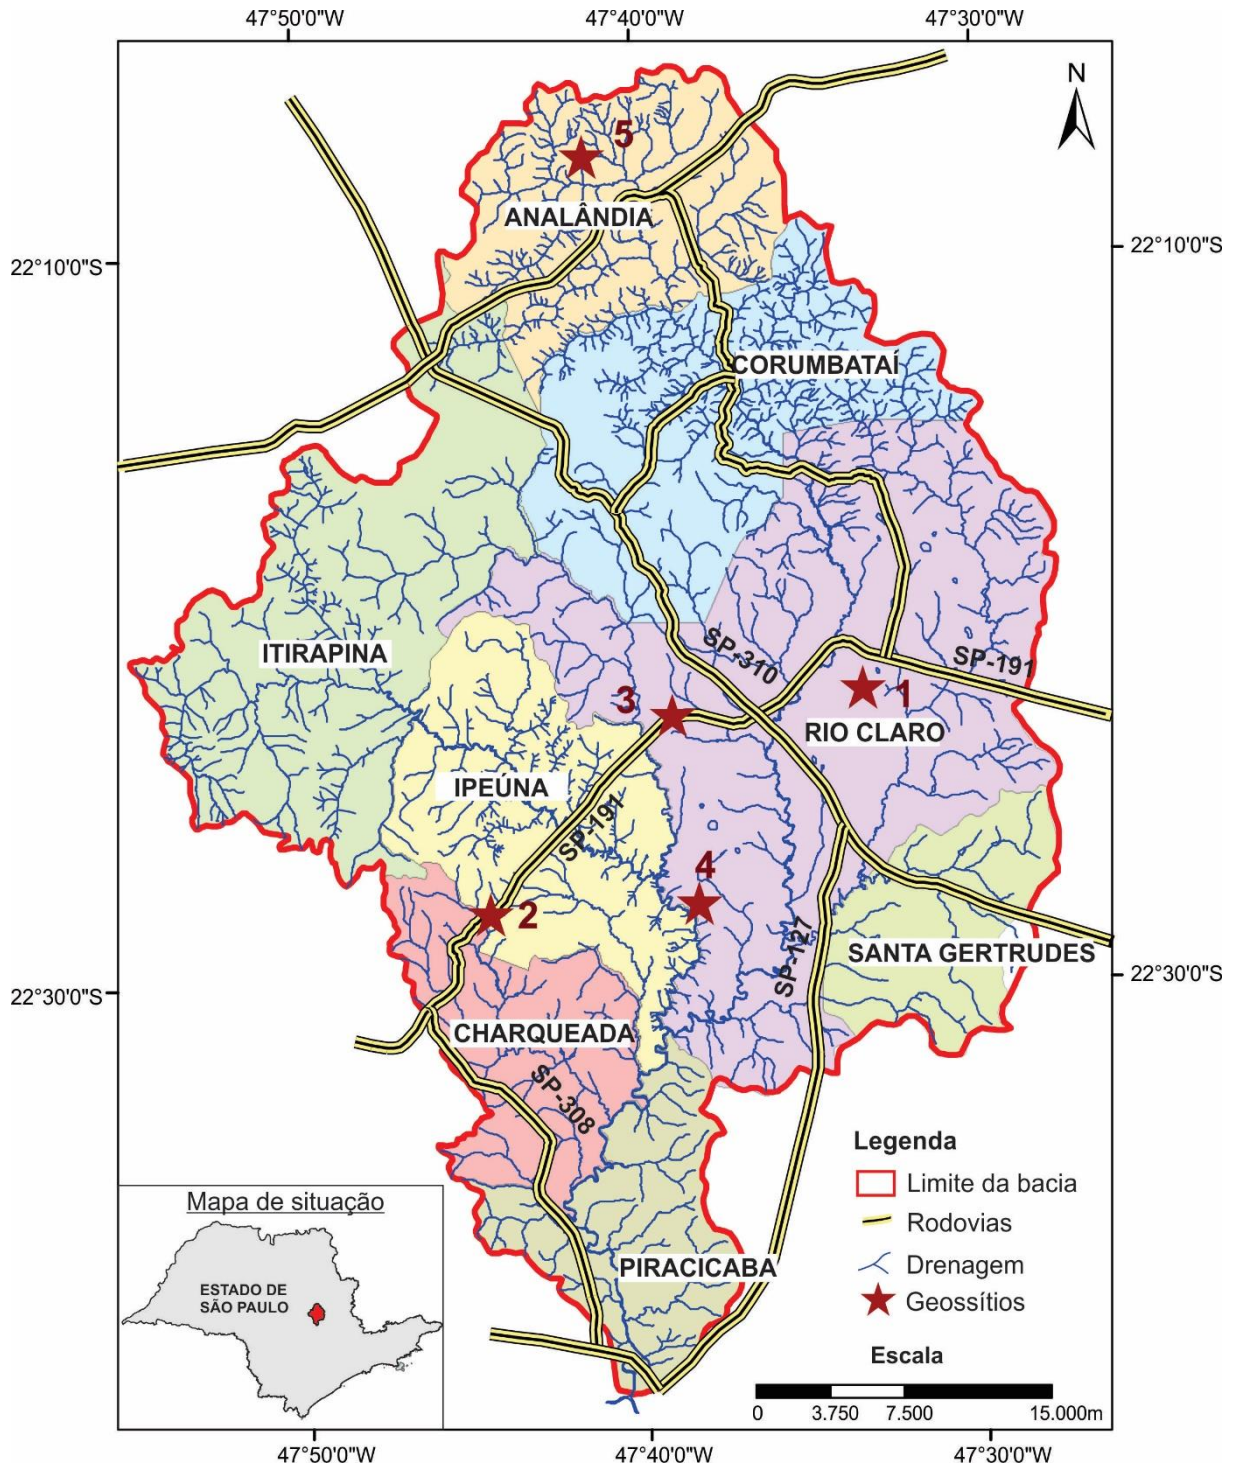 47°50'0"W
47°40'0"W
47°30'0"W
N
5
ANALÂNDIA
22°10'0"S
22°10'0"S
CORUMBATAÍ
ITIRAPINA
SP-310
SP-191
3
1
RIO CLARO
IPEÚNA
SP-191
4
2
SP-127
SANTA GERTRUDES
22°30'0"S
22°30'0"S
CHARQUEADA
SP-308
Legenda
Limite da bacia
Rodovias
Drenagem
Geossítios
Mapa de situação
ESTADO DE
SÃO PAULO
PIRACICABA
Escala
0 3.750 7.500 15.000m
47°50'0"W
47°40'0"W
47°30'0"W